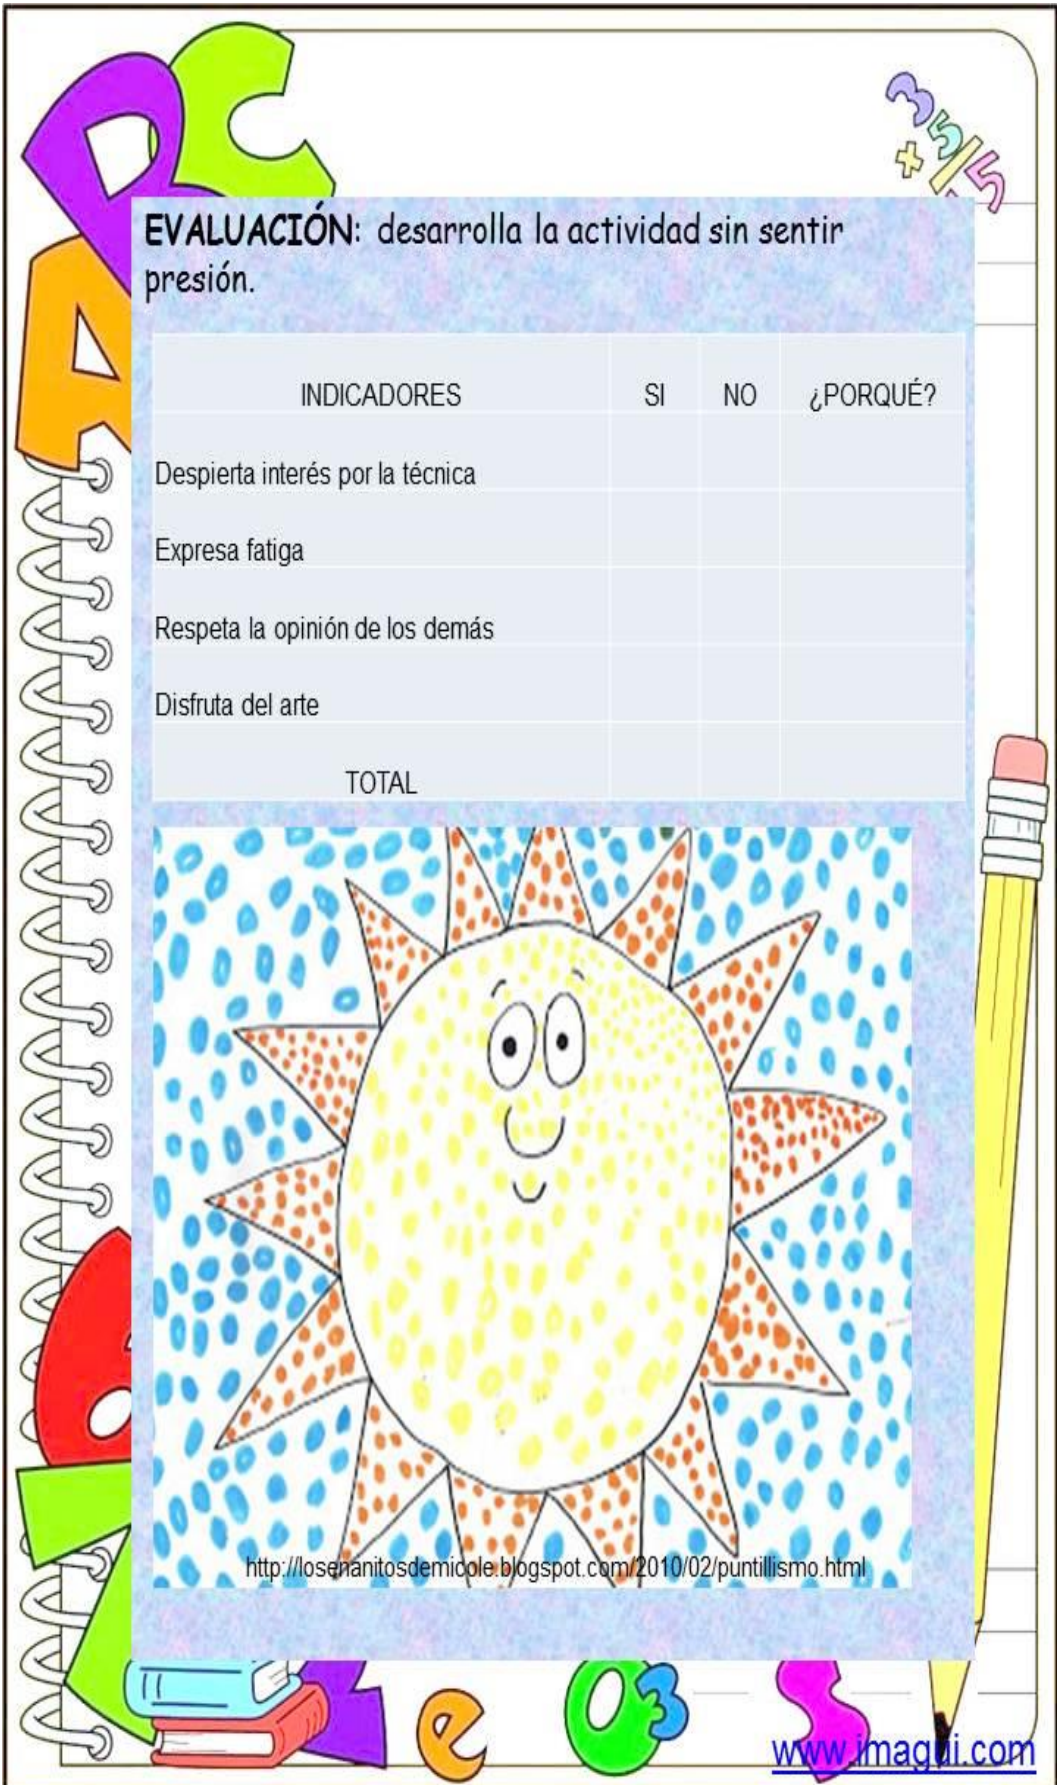 EVALUACIÓN: desarrolla la actividad sin sentir
presión.
INDICADORES SI NO ¿PORQUÉ?
Despierta interés por la técnica
Expresa fatiga
Respeta la opinión de los demás
Disfruta del arte
TOTAL
http://losenanitosdemicole.blogspot.com/2010/02/puntillismo.html
www.imagui.com